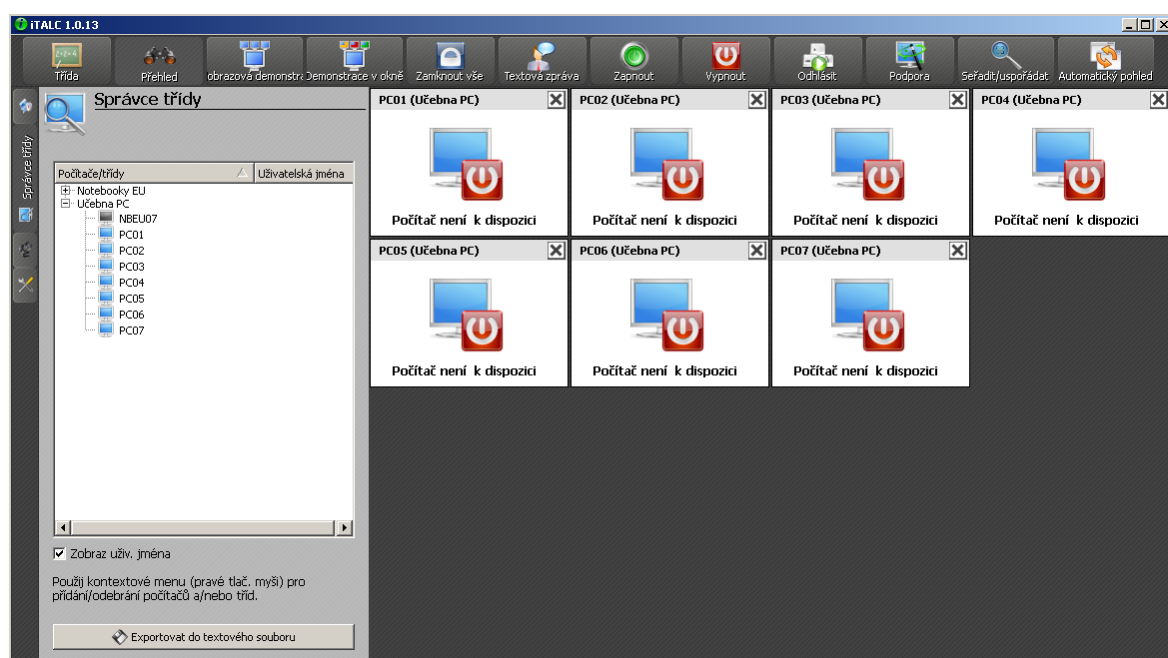 iTALC 1.0.13
Třída
Přehled
obrazová demonstra
Demonstrace v okně
Zamknout vše
Textová zpráva
Zapnout
Vypnout
Odhlásit
Podpora
Seřadit/uspořádat
Automatický pohled
Správce třídy
Správce třídy
Počítače/třídy
Uživatelská jména
Notebooky EU
Učebna PC
NBEU07
PC01
PC02
PC03
PC04
PC05
PC06
PC07
Zobraz uživ. jména
Použij kontextové menu (pravé tlač. myši) pro
přidání/odebrání počítačů a/nebo tříd.
Exportovat do textového souboru
PC01 (Učebna PC)
Počítač není k dispozici
PC02 (Učebna PC)
Počítač není k dispozici
PC03 (Učebna PC)
Počítač není k dispozici
PC04 (Učebna PC)
Počítač není k dispozici
PC05 (Učebna PC)
Počítač není k dispozici
PC06 (Učebna PC)
Počítač není k dispozici
PC07 (Učebna PC)
Počítač není k dispozici